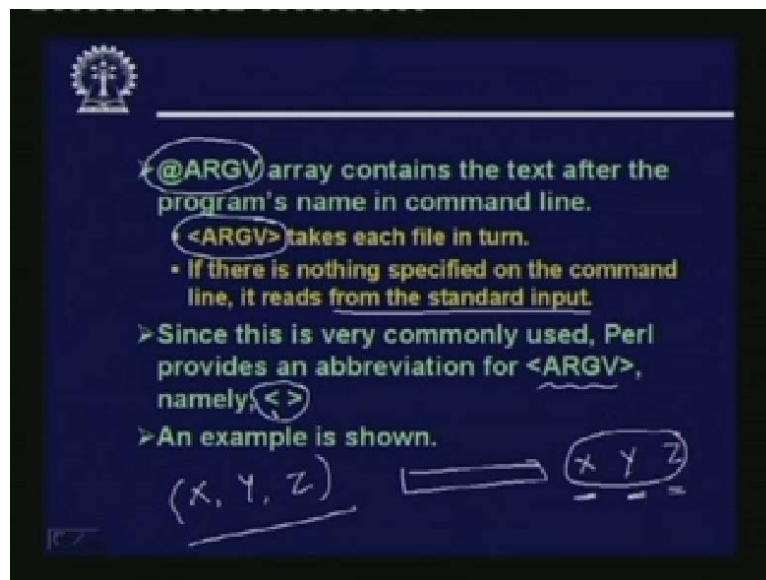 ➤@ARGV array contains the text after the
program's name in command line.
▪ <ARGV> takes each file in turn.
▪ If there is nothing specified on the command
line, it reads from the standard input.
➤Since this is very commonly used, Perl
provides an abbreviation for <ARGV>,
namely, < >
➤An example is shown.
(X, Y, Z)
X Y Z